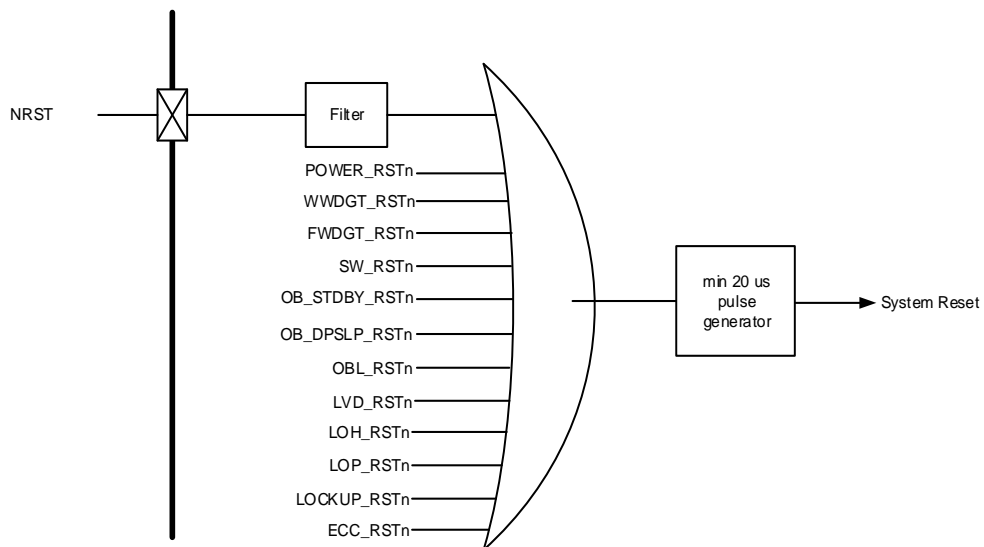 NRST
Filter
POWER_RSTn
WWDGT_RSTn
FWDGT_RSTn
SW_RSTn
OB_STDBY_RSTn
OB_DPSLP_RSTn
OBL_RSTn
LVD_RSTn
LOH_RSTn
LOP_RSTn
LOCKUP_RSTn
ECC_RSTn
min 20 us
pulse
generator
System Reset